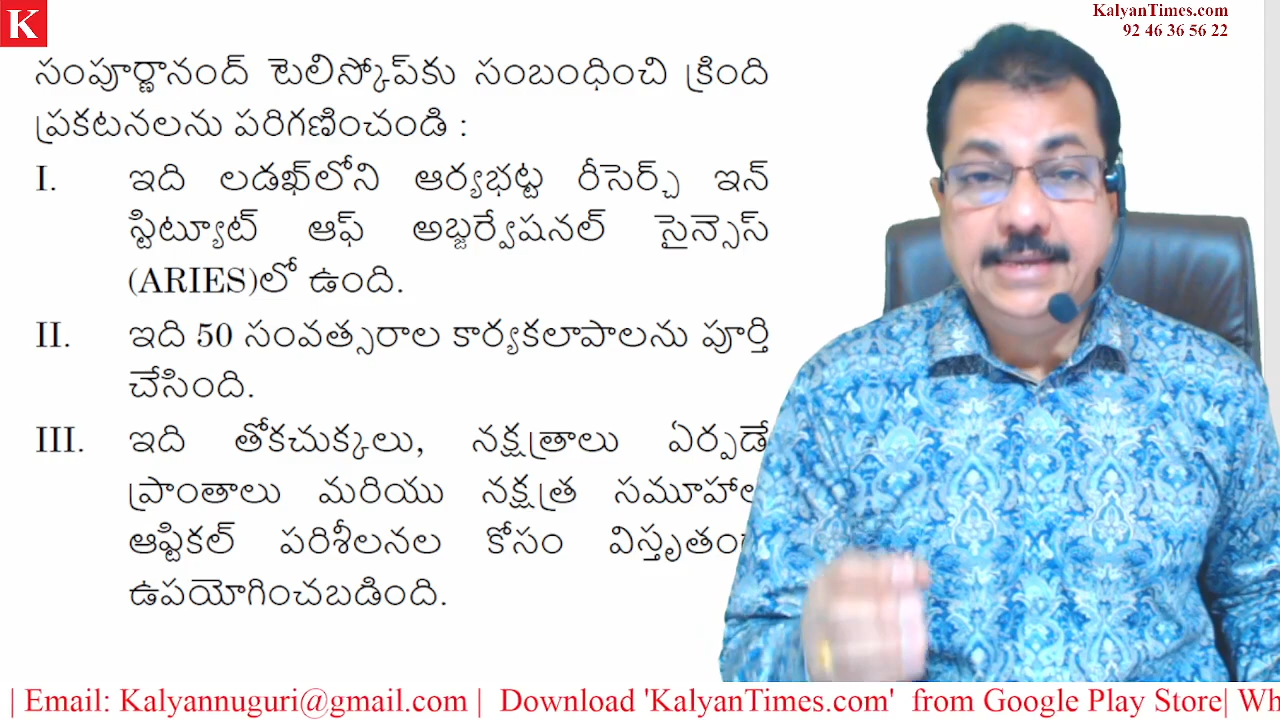 K
KalyanTimes.com
92 46 36 56 22
సంపూర్ణానంద్ టెలిస్కోప్‌కు సంబంధించి క్రింది
ప్రకటనలను పరిగణించండి :
I. ఇది లడఖ్‌లోని ఆర్యభట్ట రీసెర్చ్ ఇన్
స్టిట్యూట్ ఆఫ్ అబ్జర్వేషనల్ సైన్సెస్
(ARIES)లో ఉంది.
II. ఇది 50 సంవత్సరాల కార్యకలాపాలను పూర్తి
చేసింది.
III. ఇది తోకచుక్కలు, నక్షత్రాలు ఏర్పడే
ప్రాంతాలు మరియు నక్షత్ర
ఆప్టికల్ పరిశీలనల కోసం
ఉపయోగించబడింది.
| Email: Kalyannuguri@gmail.com | Download 'KalyanTimes.com' from Google Play Store|